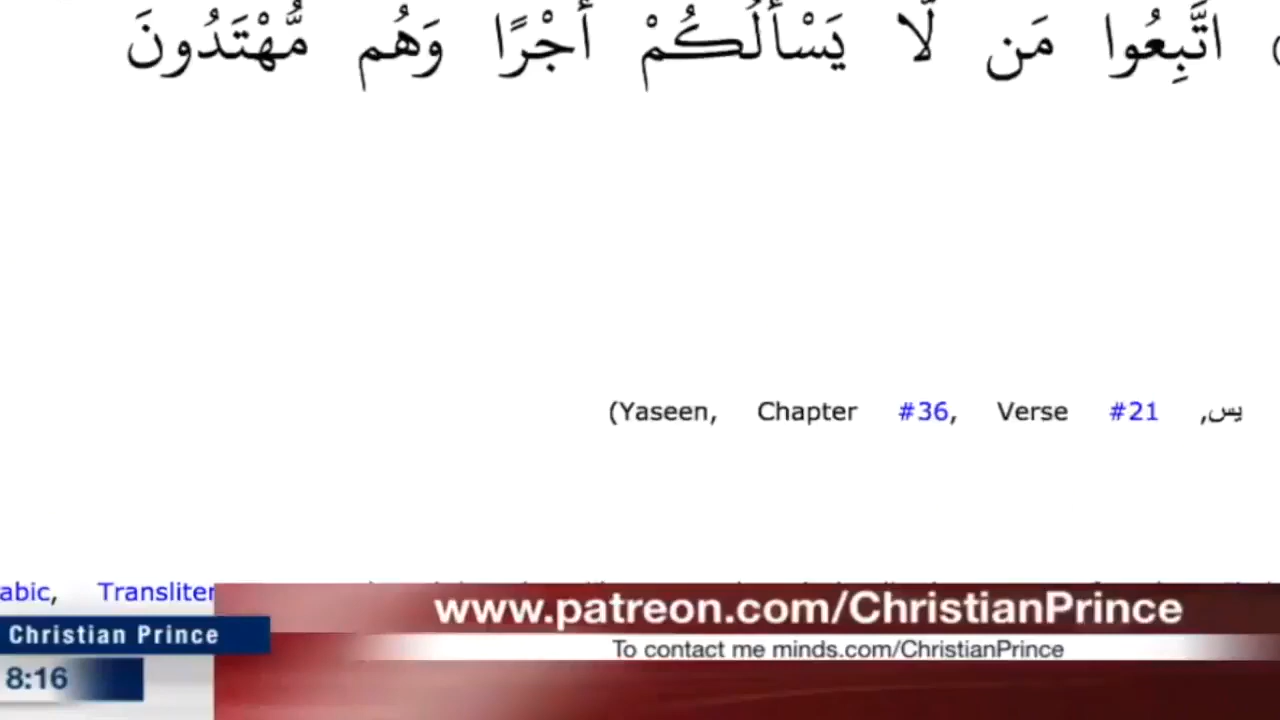 اتَّبِعُوا مَن لَّا يَسْأَلُكُمْ أَجْرًا وَهُم مُّهْتَدُونَ
(Yaseen, Chapter #36, Verse #21 ,يس
abic, Transliter
www.patreon.com/ChristianPrince
Christian Prince
To contact me minds.com/ChristianPrince
8:16